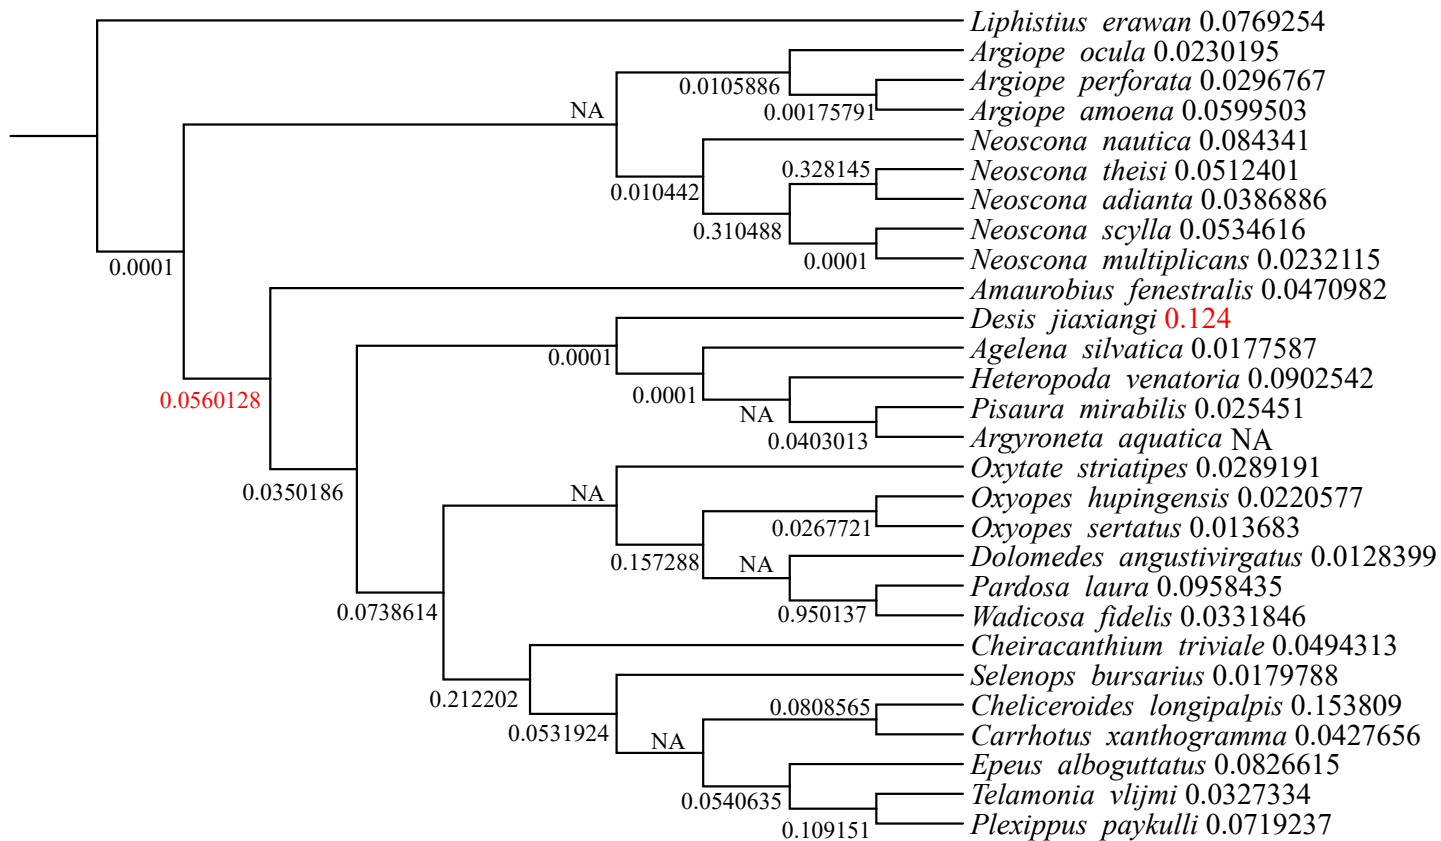 Liphistius erawan 0.0769254
Argiope ocula 0.0230195
0.0105886
Argiope perforata 0.0296767
NA
0.00175791
Argiope amoena 0.0599503
Neoscona nautica 0.084341
0.328145
Neoscona theisi 0.0512401
0.010442
Neoscona adianta 0.0386886
0.310488
Neoscona scylla 0.0534616
0.0001
0.0001
Neoscona multiplicans 0.0232115
Amaurobius fenestralis 0.0470982
Desis jiaxiangi 0.124
0.0001
Agelena silvatica 0.0177587
Heteropoda venatoria 0.0902542
0.0560128
0.0001
Pisaura mirabilis 0.025451
NA
0.0403013
Argyroneta aquatica NA
Oxytate striatipes 0.0289191
0.0350186
NA
Oxyopes hupingensis 0.0220577
0.0267721
Oxyopes sertatus 0.013683
0.157288
NA
Dolomedes angustivirgatus 0.0128399
Pardosa laura 0.0958435
0.0738614
0.950137
Wadicosa fidelis 0.0331846
Cheiracanthium triviale 0.0494313
Selenops bursarius 0.0179788
0.212202
0.0808565
Cheliceroides longipalpis 0.153809
0.0531924
NA
Carrhotus xanthogramma 0.0427656
Epeus alboguttatus 0.0826615
0.0540635
Telamonia vlijmi 0.0327334
0.109151
Plexippus paykulli 0.0719237